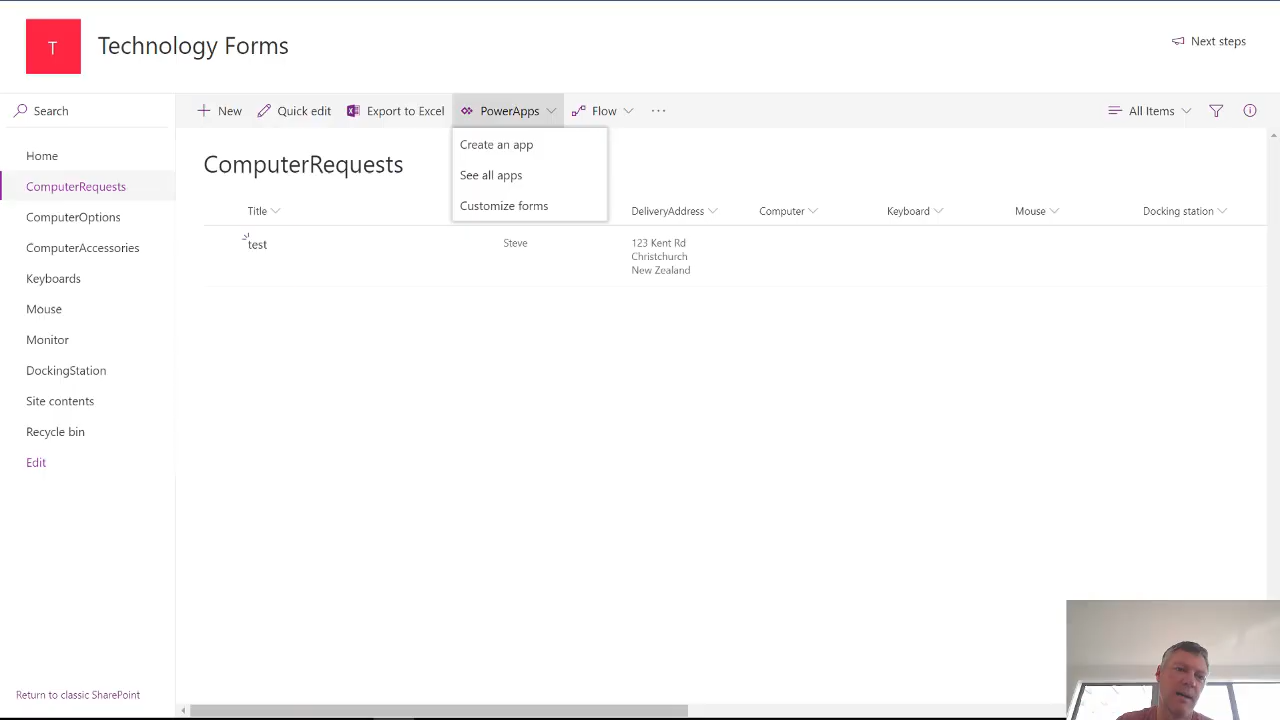 T
Technology Forms
Next steps
Search
New
Quick edit
Export to Excel
PowerApps
Flow
All Items
Create an app
See all apps
Customize forms
Home
ComputerRequests
ComputerOptions
ComputerAccessories
Keyboards
Mouse
Monitor
DockingStation
Site contents
Recycle bin
Edit
Return to classic SharePoint
ComputerRequests
Title
DeliveryAddress
Computer
Keyboard
Mouse
Docking station
test
Steve
123 Kent Rd
Christchurch
New Zealand